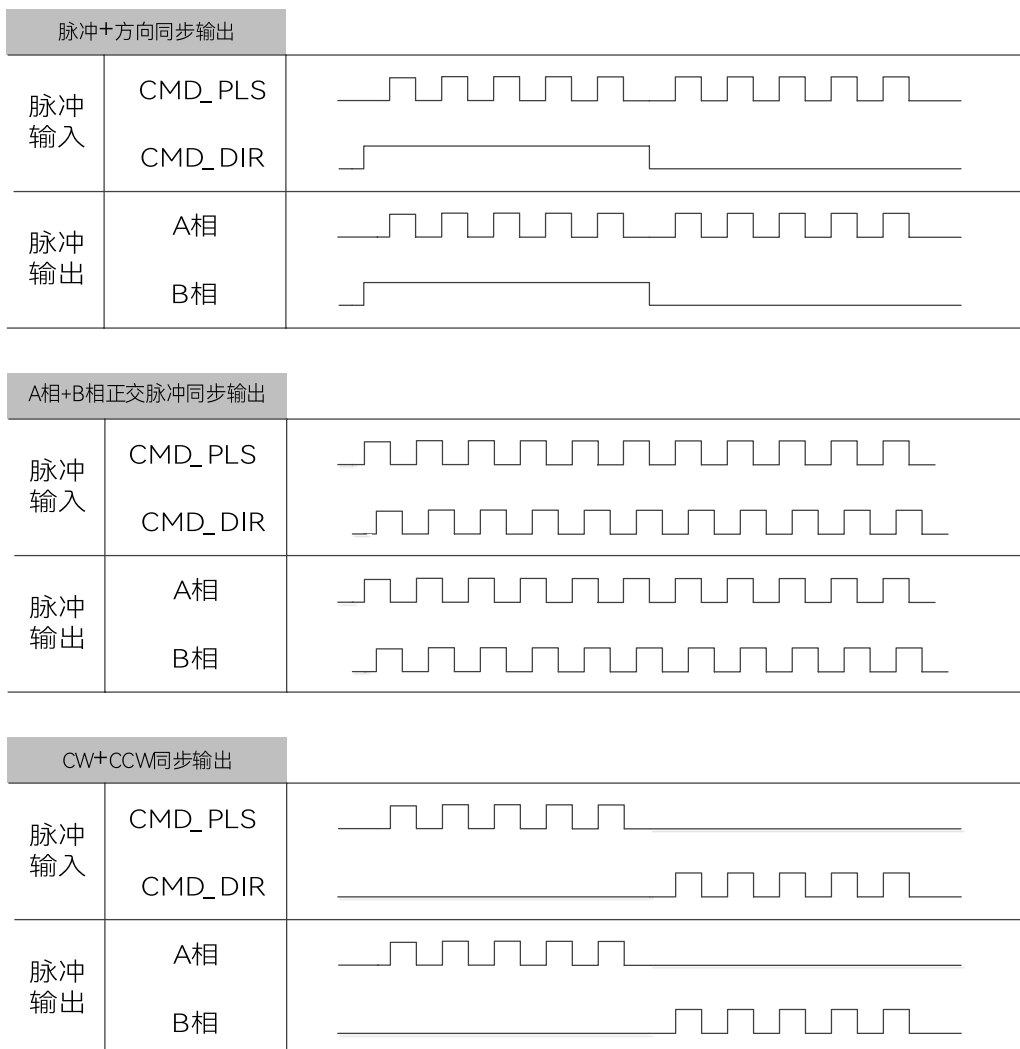 脉冲+方向同步输出
脉冲
输入
CMD_PLS
CMD_DIR
脉冲
输出
A相
B相
A相+B相正交脉冲同步输出
脉冲
输入
CMD_PLS
CMD_DIR
脉冲
输出
A相
B相
CW+CCW同步输出
脉冲
输入
CMD_PLS
CMD_DIR
脉冲
输出
A相
B相